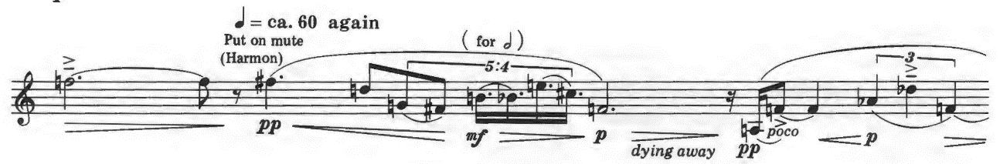 ♩ = ca. 60 again
Put on mute
(Harmon)
( for 𝅗𝅥 )
5:4
3
pp
mf
p
dying away
pp
poco
p